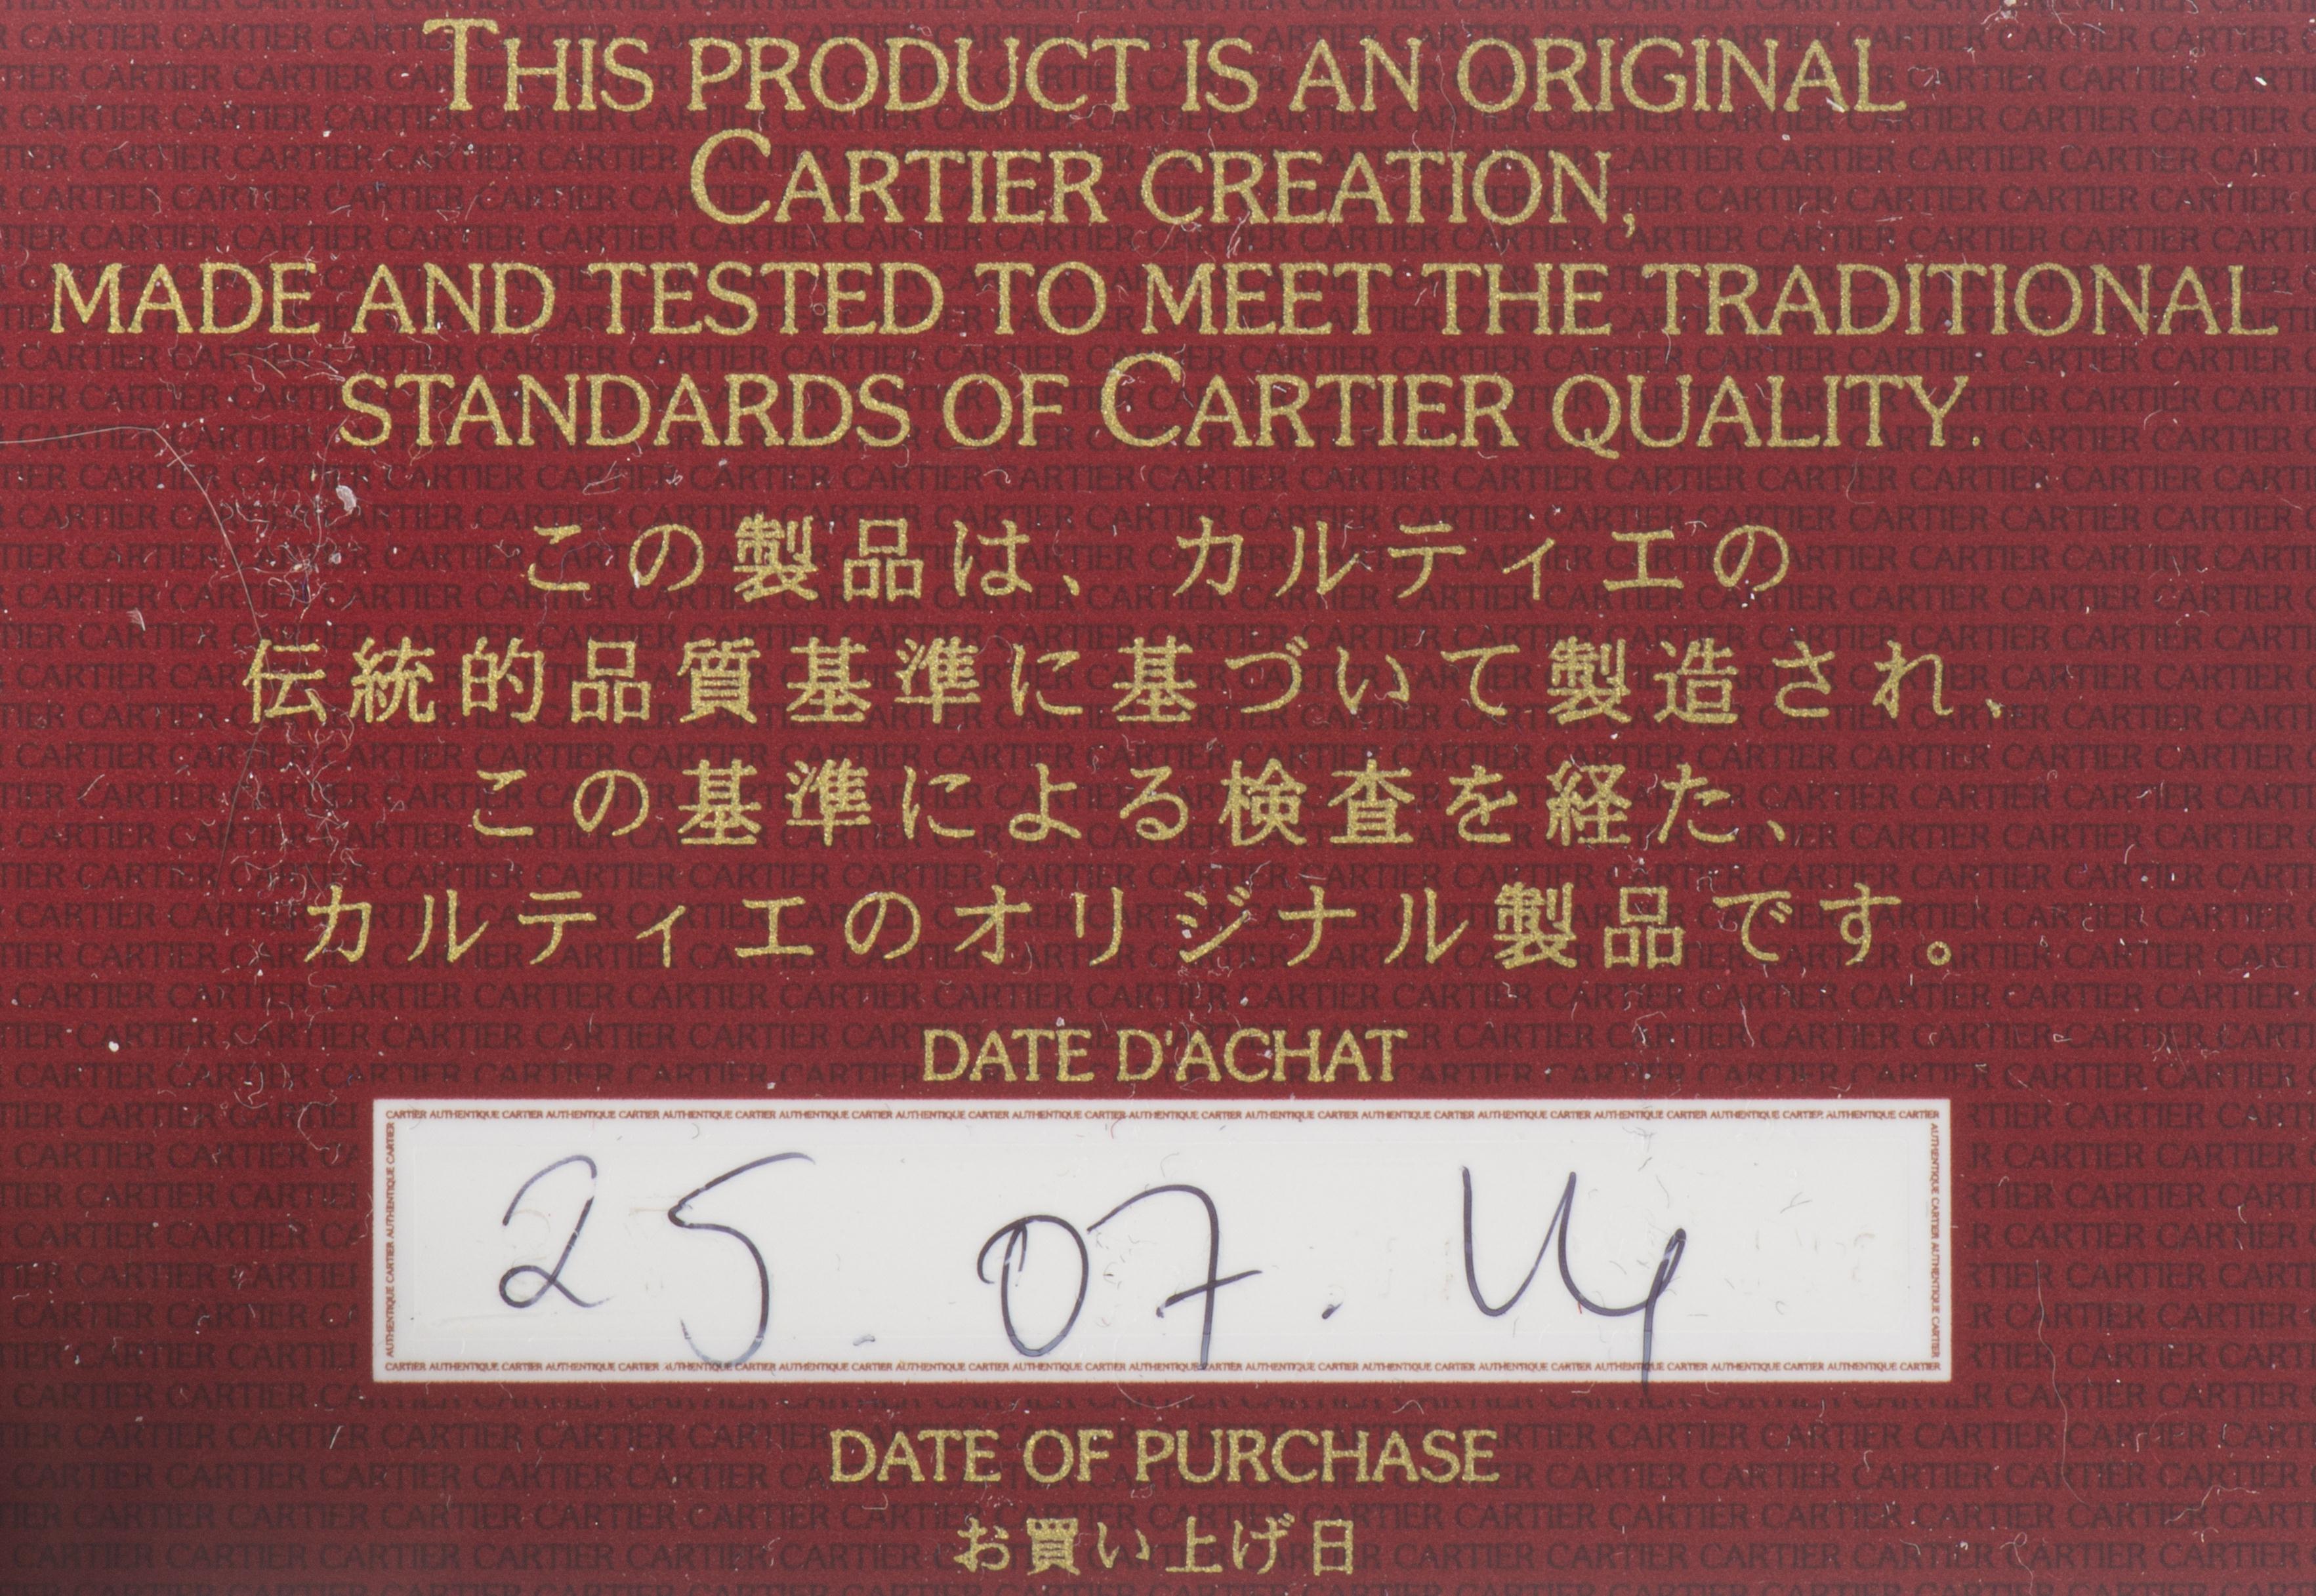 THIS PRODUCT IS AN ORIGINAL
CARTIER CREATION,
MADE AND TESTED TO MEET THE TRADITIONAL
STANDARDS OF CARTIER QUALITY.
この製品は、カルティエの
伝統的品質基準に基づいて製造され、
この基準による検査を経た、
カルティエのオリジナル製品です。
DATE D'ACHAT
25.07.14
DATE OF PURCHASE
お買い上げ日